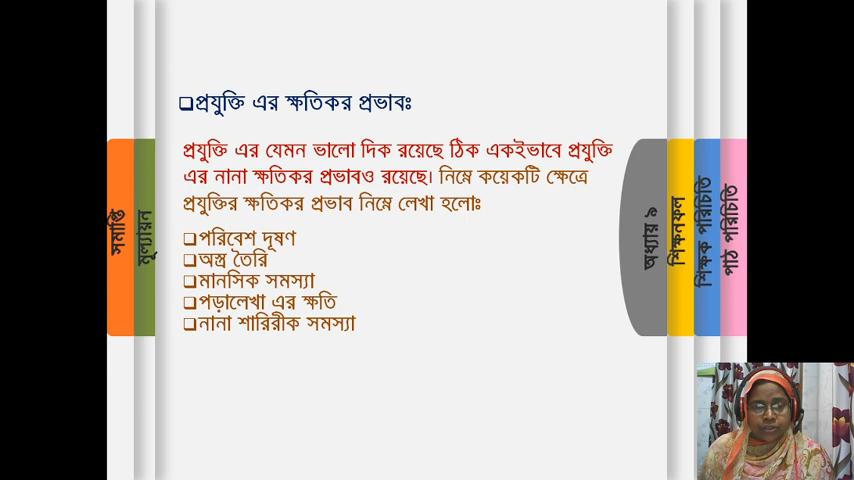 ❑প্রযুক্তি এর ক্ষতিকর প্রভাবঃ
প্রযুক্তি এর যেমন ভালো দিক রয়েছে ঠিক একইভাবে প্রযুক্তি
এর নানা ক্ষতিকর প্রভাবও রয়েছে। নিম্নে কয়েকটি ক্ষেত্রে
প্রযুক্তির ক্ষতিকর প্রভাব নিম্নে লেখা হলোঃ
❑পরিবেশ দূষণ
❑অস্ত্র তৈরি
❑মানসিক সমস্যা
❑পড়ালেখা এর ক্ষতি
❑নানা শারিরীক সমস্যা
সমাপ্তি
মূল্যায়ন
অধ্যায় ৯
শিক্ষনফল
শিক্ষক পরিচিতি
পাঠ পরিচিতি